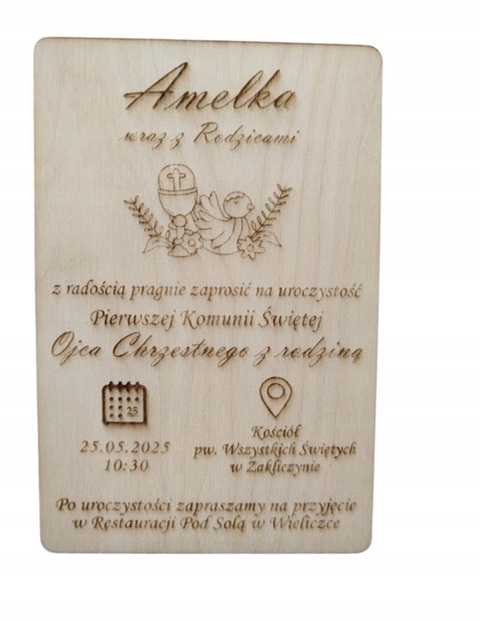 Amelka
wraz z Rodzicami
z radością pragnie zaprosić na uroczystość
Pierwszej Komunii Świętej
Ojca Chrzestnego z rodziną
25
25.05.2025
10:30
Kościół
pw. Wszystkich Świętych
w Zakliczynie
Po uroczystości zapraszamy na przyjęcie
w Restauracji Pod Solą w Wieliczce